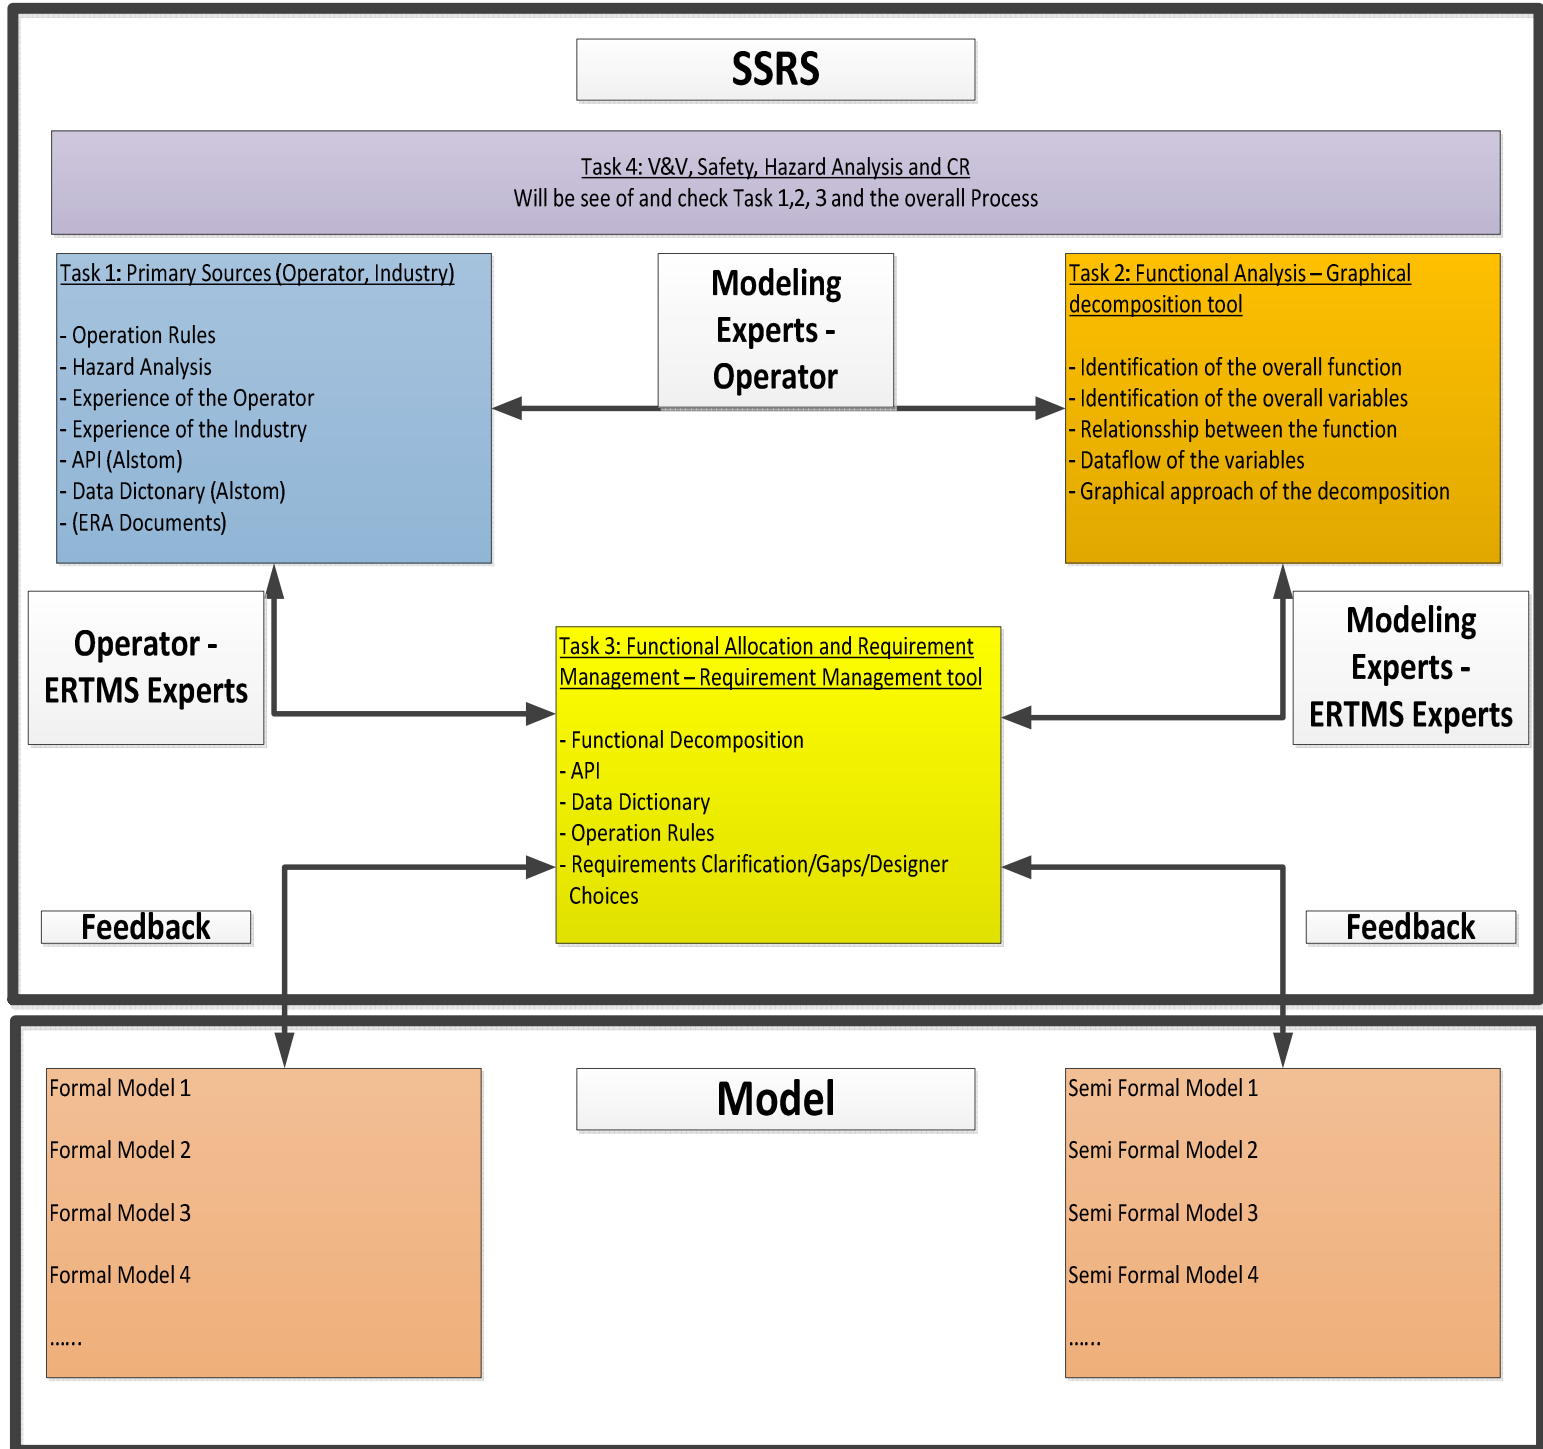 SSRS
Task 4: V&V, Safety, Hazard Analysis and CR
Will be see of and check Task 1,2, 3 and the overall Process
Task 1: Primary Sources (Operator, Industry)
- Operation Rules
- Hazard Analysis
- Experience of the Operator
- Experience of the Industry
- API (Alstom)
- Data Dictonary (Alstom)
- (ERA Documents)
Modeling
Experts -
Operator
Task 2: Functional Analysis – Graphical
decomposition tool
- Identification of the overall function
- Identification of the overall variables
- Relationsship between the function
- Dataflow of the variables
- Graphical approach of the decomposition
Operator -
ERTMS Experts
Task 3: Functional Allocation and Requirement
Management – Requirement Management tool
- Functional Decomposition
- API
- Data Dictionary
- Operation Rules
- Requirements Clarification/Gaps/Designer
Choices
Modeling
Experts -
ERTMS Experts
Feedback
Feedback
Model
Formal Model 1
Formal Model 2
Formal Model 3
Formal Model 4
......
Semi Formal Model 1
Semi Formal Model 2
Semi Formal Model 3
Semi Formal Model 4
......